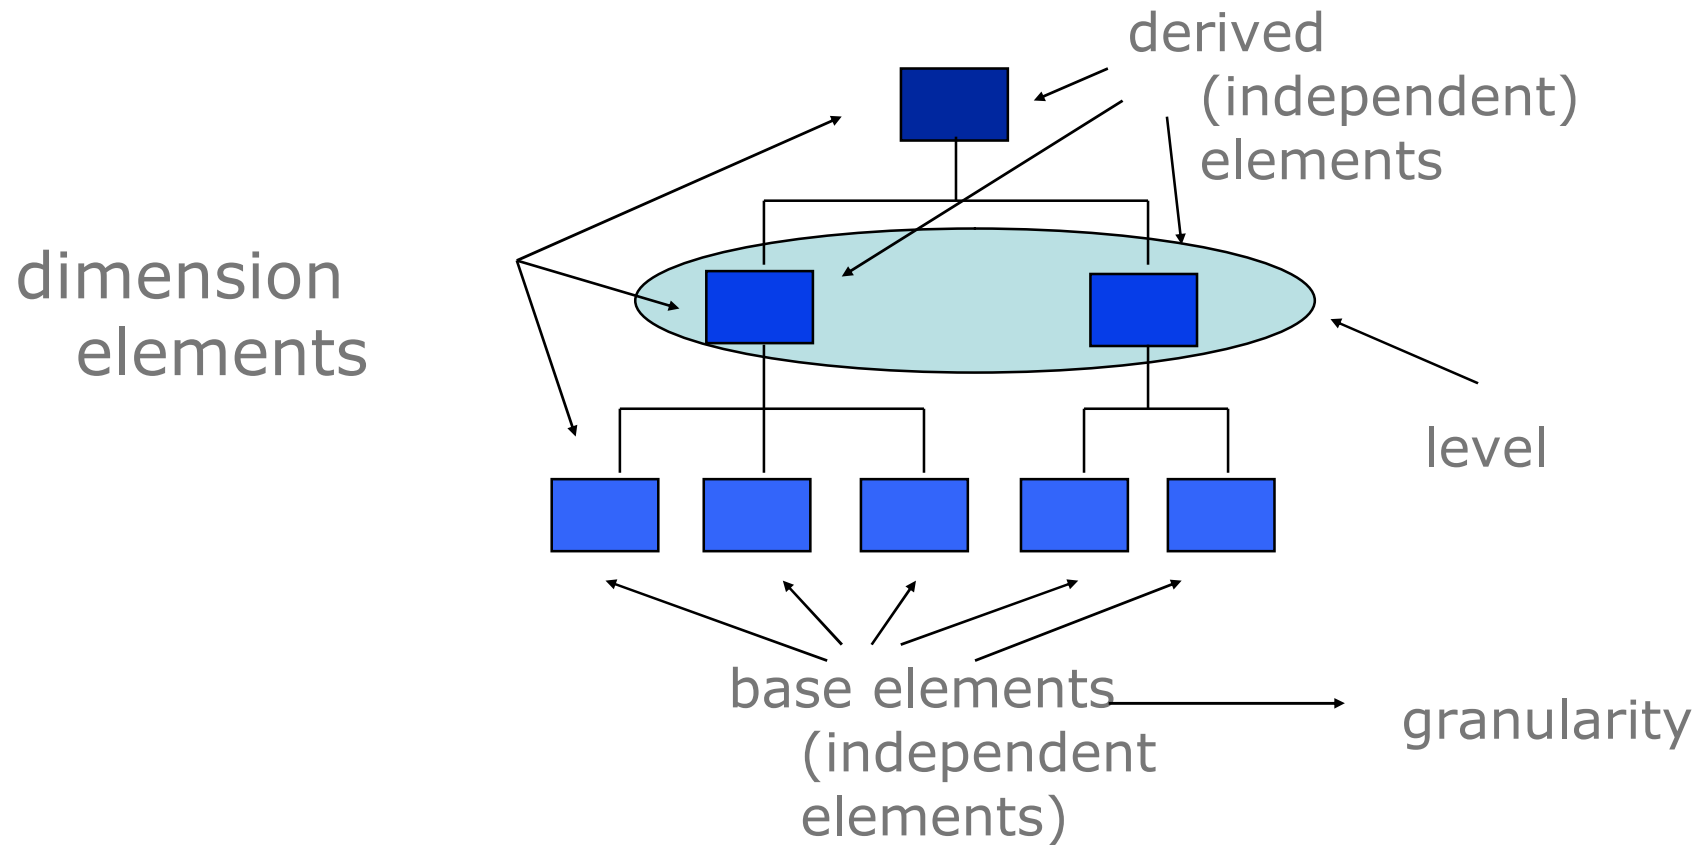 derived
(independent)
elements
dimension
elements
level
base elements
(independent
elements)
granularity